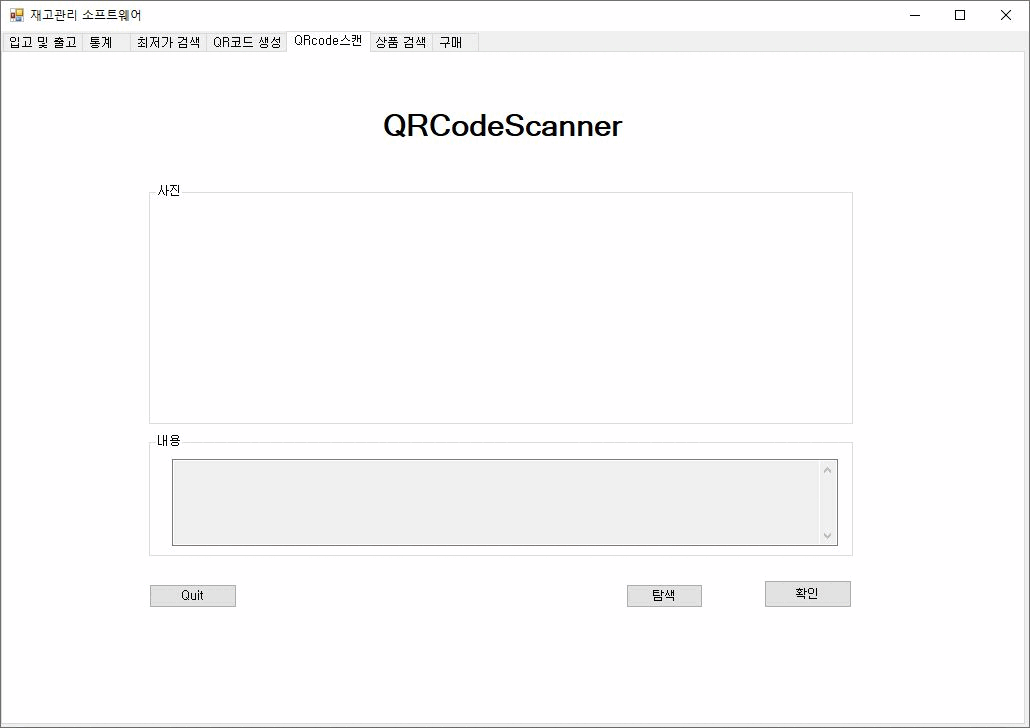 재고관리 소프트웨어
입고 및 출고 통계 최저가 검색 QR코드 생성 QRcode스캔 상품 검색 구매
QRCodeScanner
사진
내용
Quit 탐색 확인